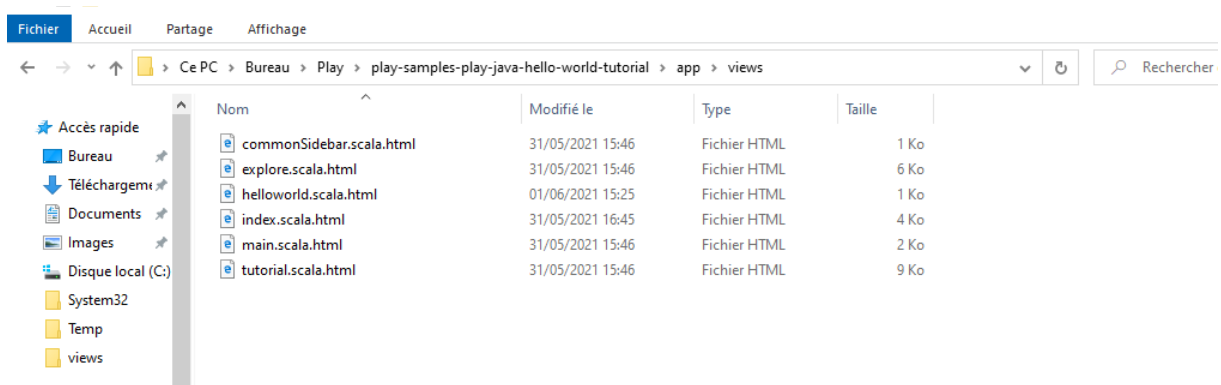 Fichier Accueil Partage Affichage
Ce PC > Bureau > Play > play-samples-play-java-hello-world-tutorial > app > views Rechercher
Nom Modifié le Type Taille
Accès rapide
commonSidebar.scala.html 31/05/2021 15:46 Fichier HTML 1 Ko
Bureau
explore.scala.html 31/05/2021 15:46 Fichier HTML 6 Ko
Téléchargeme
helloworld.scala.html 01/06/2021 15:25 Fichier HTML 1 Ko
Documents
index.scala.html 31/05/2021 16:45 Fichier HTML 4 Ko
Images
main.scala.html 31/05/2021 15:46 Fichier HTML 2 Ko
Disque local (C:)
tutorial.scala.html 31/05/2021 15:46 Fichier HTML 9 Ko
System32
Temp
views